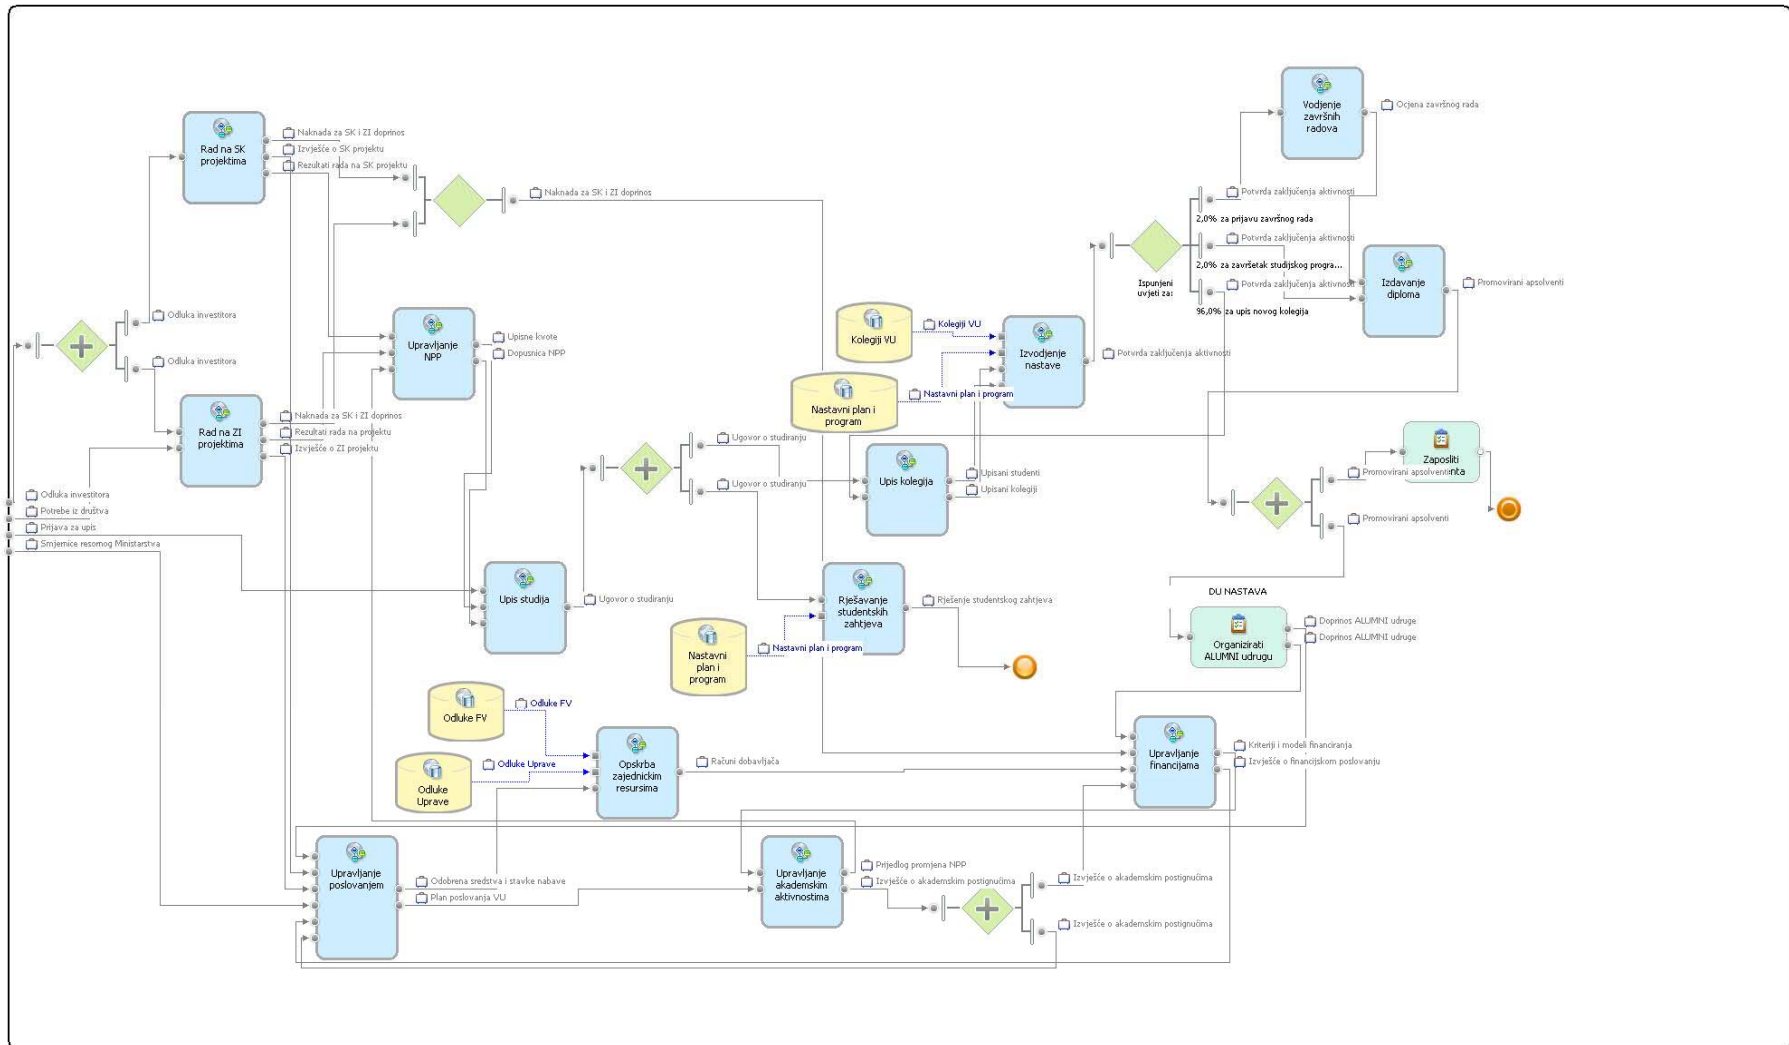 Vodjenje
završnih
radova
Ocjena završnog rada
Rad na SK
projektima
Naknada za SK i ZI doprinos
Izvješće o SK projektu
Rezultati rada na SK projektu
Naknada za SK i ZI doprinos
Potvrda zaključenja aktivnosti
2,0% za prijavu završnog rada
Potvrda zaključenja aktivnosti
2,0% za završetak studijskog progra...
Ispunjeni
uvjeti za:
Potvrda zaključenja aktivnosti
96,0% za upis novog kolegija
Izdavanje
diploma
Promovirani apsolventi
Odluka investitora
Odluka investitora
Upravljanje
NPP
Upisne kvote
Dopusnica NPP
Kolegiji VU
Kolegiji VU
Izvodjenje
nastave
Potvrda zaključenja aktivnosti
Nastavni plan i
program
Nastavni plan i program
Rad na ZI
projektima
Naknada za SK i ZI doprinos
Rezultati rada na projektu
Izvješće o ZI projektu
Ugovor o studiranju
Ugovor o studiranju
Upis kolegija
Upisani studenti
Upisani kolegiji
Zaposliti
Promovirani apsolventi
Promovirani apsolventi
Odluka investitora
Potrebe iz društva
Prijava za upis
Smjernice resornog Ministarstva
Upis studija
Ugovor o studiranju
Rješavanje
studentskih
zahtjeva
Rješenje studentskog zahtjeva
Nastavni
plan i
program
Nastavni plan i program
DU NASTAVA
Organizirati
ALUMNI udrugu
Doprinos ALUMNI udruge
Doprinos ALUMNI udruge
Odluke FV
Odluke FV
Odluke
Uprave
Odluke Uprave
Opskrba
zajednickim
resursima
Računi dobavljača
Upravljanje
financijama
Kriteriji i modeli financiranja
Izvješće o financijskom poslovanju
Upravljanje
poslovanjem
Odobrena sredstva i stavke nabave
Plan poslovanja VU
Upravljanje
akademskim
aktivnostima
Prijedlog promjena NPP
Izvješće o akademskim postignućima
Izvješće o akademskim postignućima
Izvješće o akademskim postignućima